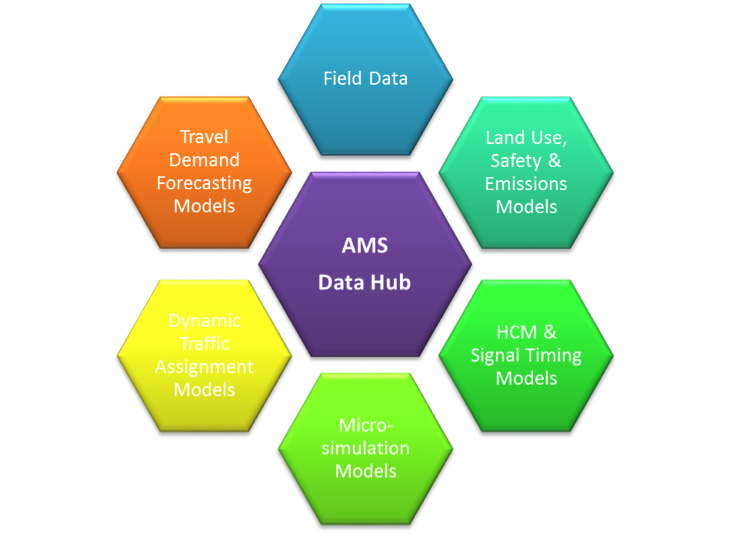 Field Data
Travel
Demand
Forecasting
Models
Land Use,
Safety &
Emissions
Models
AMS
Data Hub
Dynamic
Traffic
Assignment
Models
HCM &
Signal Timing
Models
Micro-
simulation
Models